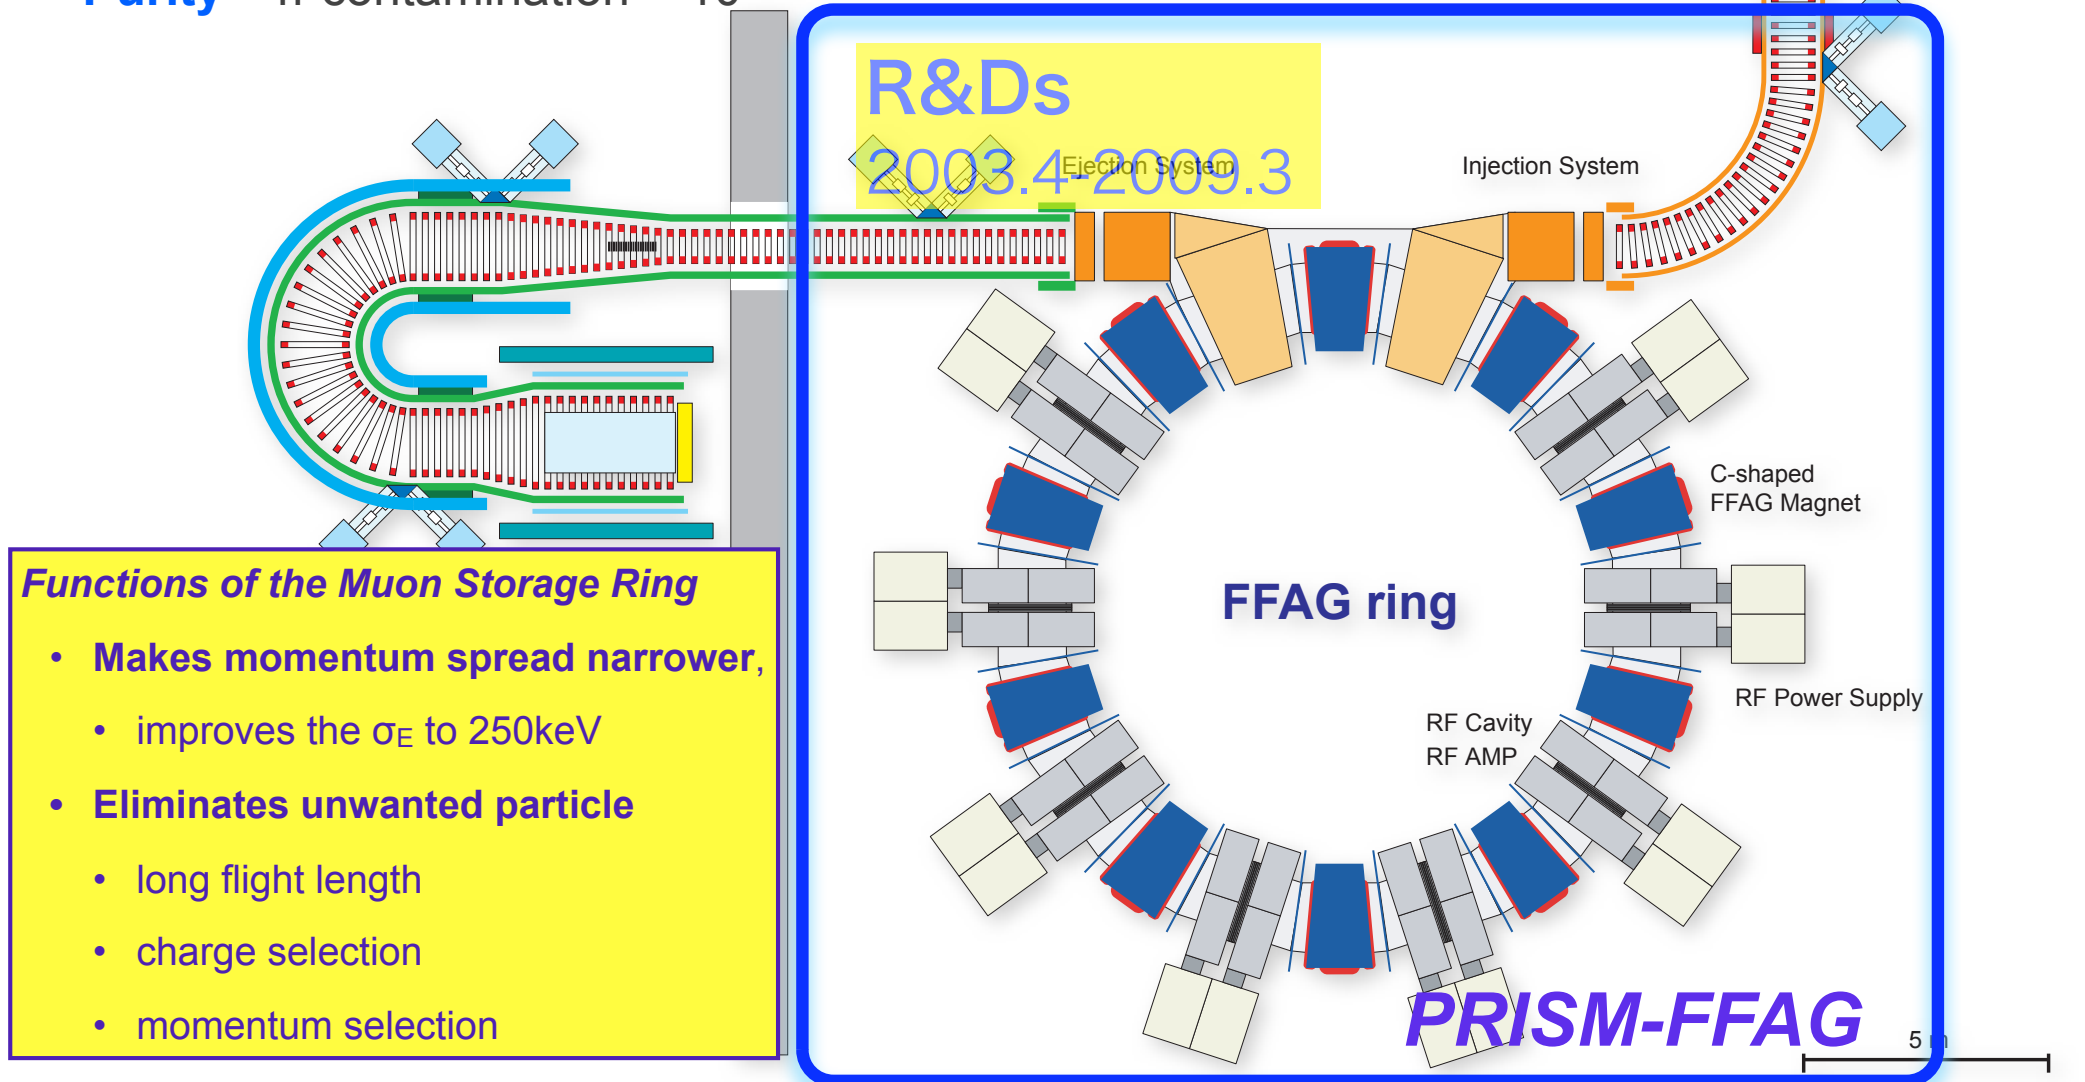 Purity
contamination
R&Ds
2003.4-2009.3
Ejection System
Injection System
C-shaped
FFAG Magnet
FFAG ring
RF Power Supply
RF Cavity
RF AMP
Functions of the Muon Storage Ring
• Makes momentum spread narrower,
• improves the σE to 250keV
• Eliminates unwanted particle
• long flight length
• charge selection
• momentum selection
PRISM-FFAG
5 m